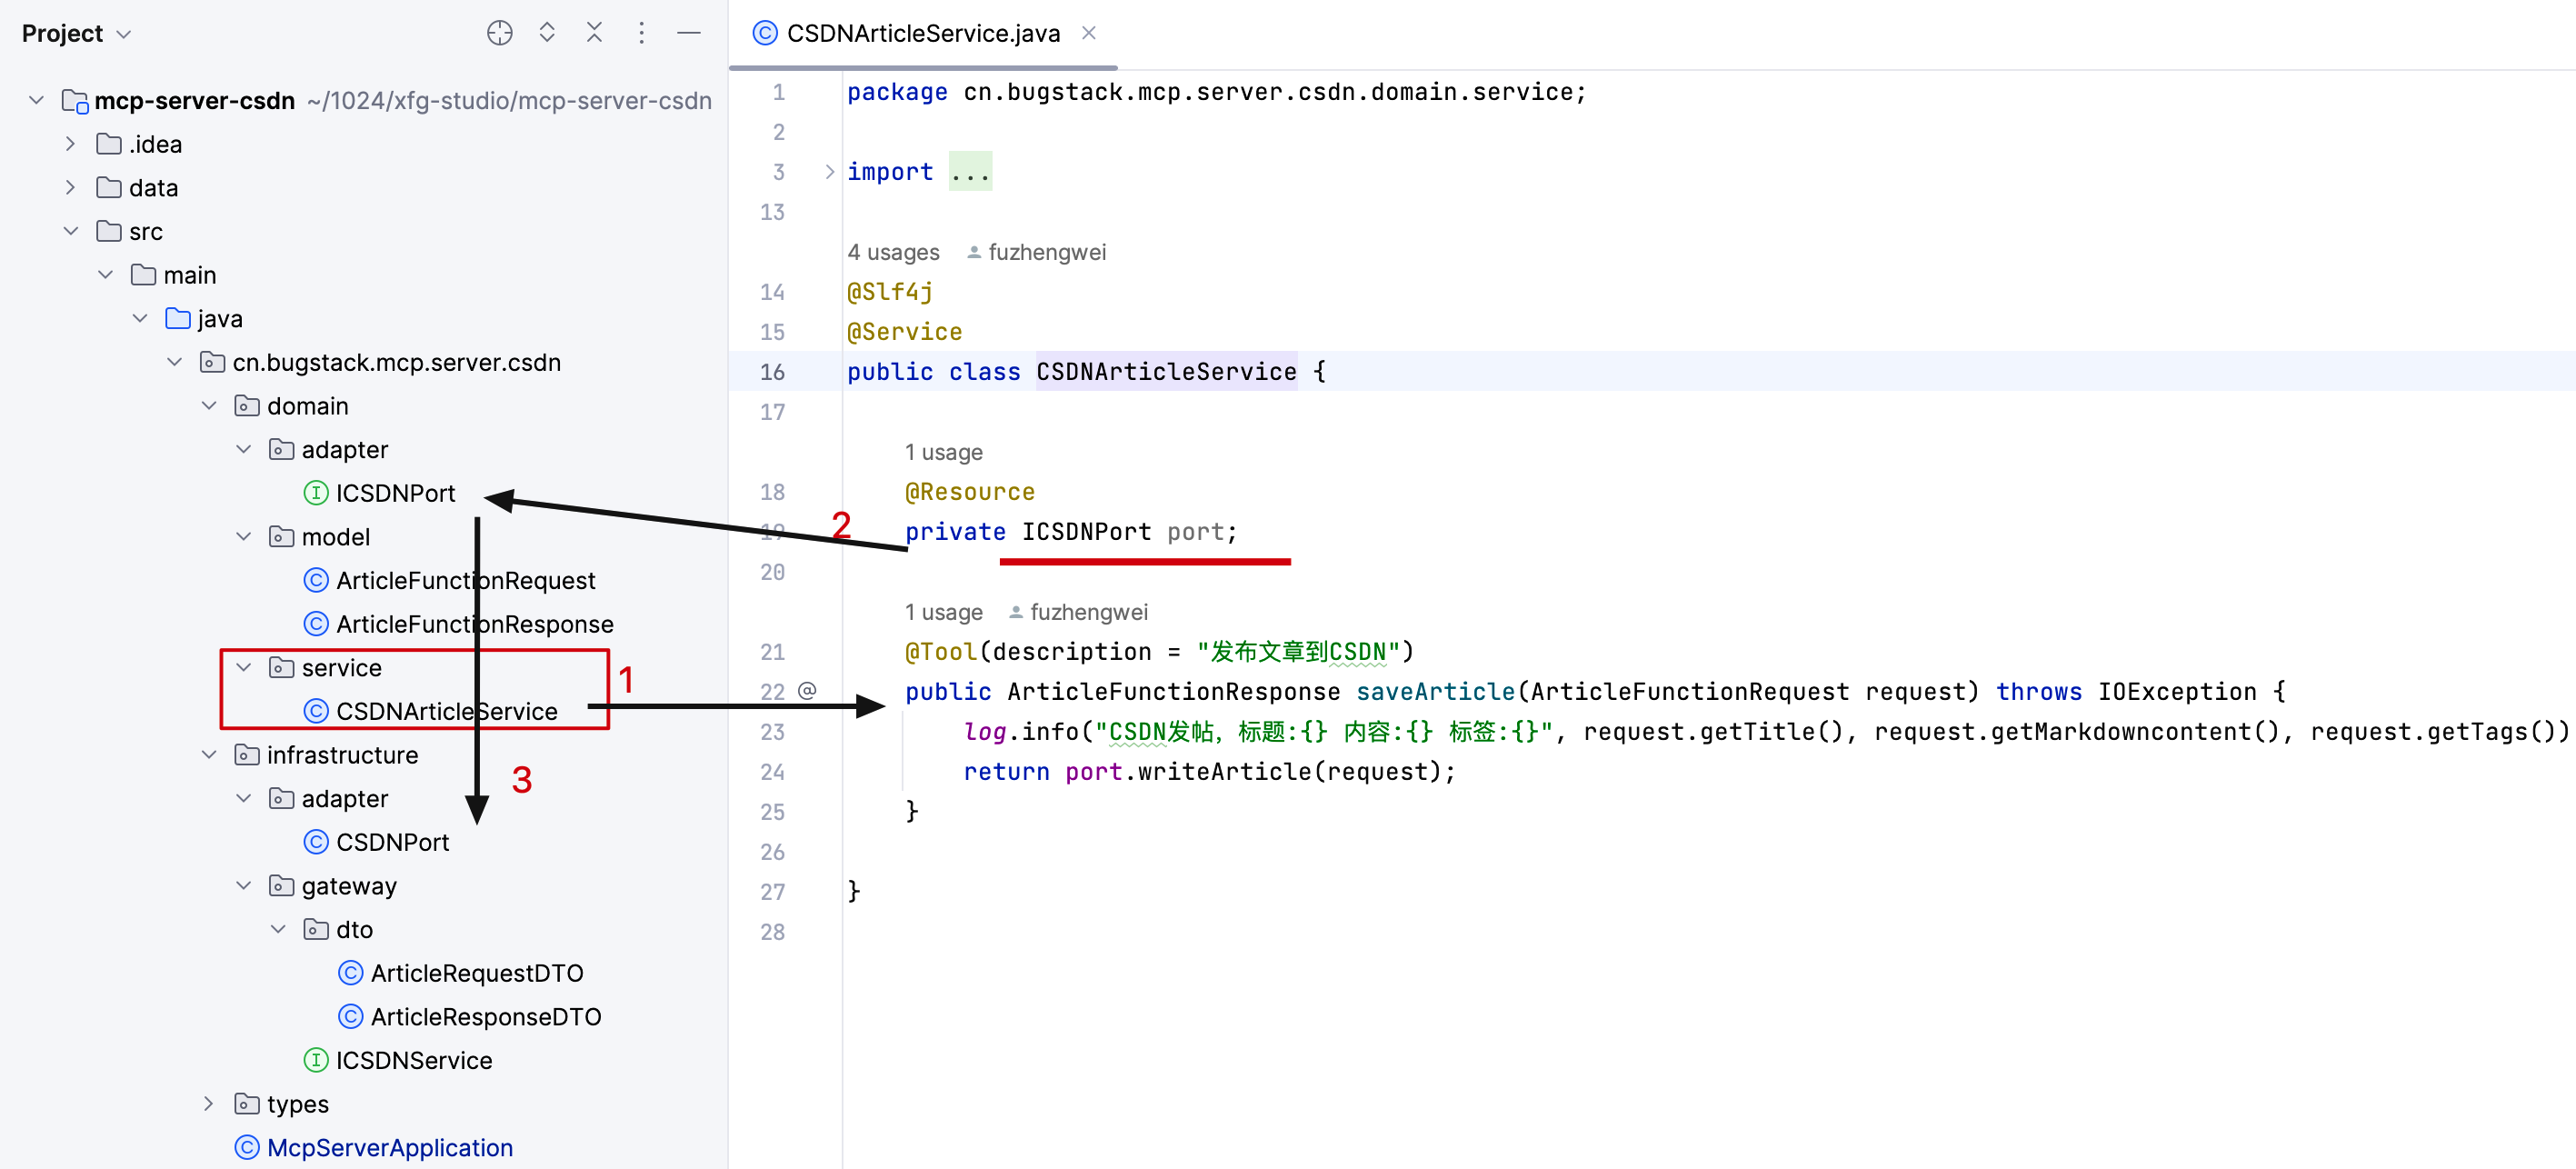 Project
mcp-server-csdn ~/1024/xfg-studio/mcp-server-csdn
.idea
data
src
main
java
cn.bugstack.mcp.server.csdn
domain
adapter
ICSDNPort
model
ArticleFunctionRequest
ArticleFunctionResponse
service
CSDNArticleService
infrastructure
adapter
CSDNPort
gateway
dto
ArticleRequestDTO
ArticleResponseDTO
ICSDNService
types
McpServerApplication
1
2
3
CSDNArticleService.java
1 package cn.bugstack.mcp.server.csdn.domain.service;
2
3 import ...
13
4 usages fuzhengwei
14 @Slf4j
15 @Service
16 public class CSDNArticleService {
17
1 usage
18 @Resource
19 private ICSDNPort port;
20
1 usage fuzhengwei
21 @Tool(description = "发布文章到CSDN")
22 @ public ArticleFunctionResponse saveArticle(ArticleFunctionRequest request) throws IOException {
23 log.info("CSDN发帖，标题:{} 内容:{} 标签:{}", request.getTitle(), request.getMarkdowncontent(), request.getTags())
24 return port.writeArticle(request);
25 }
26
27 }
28